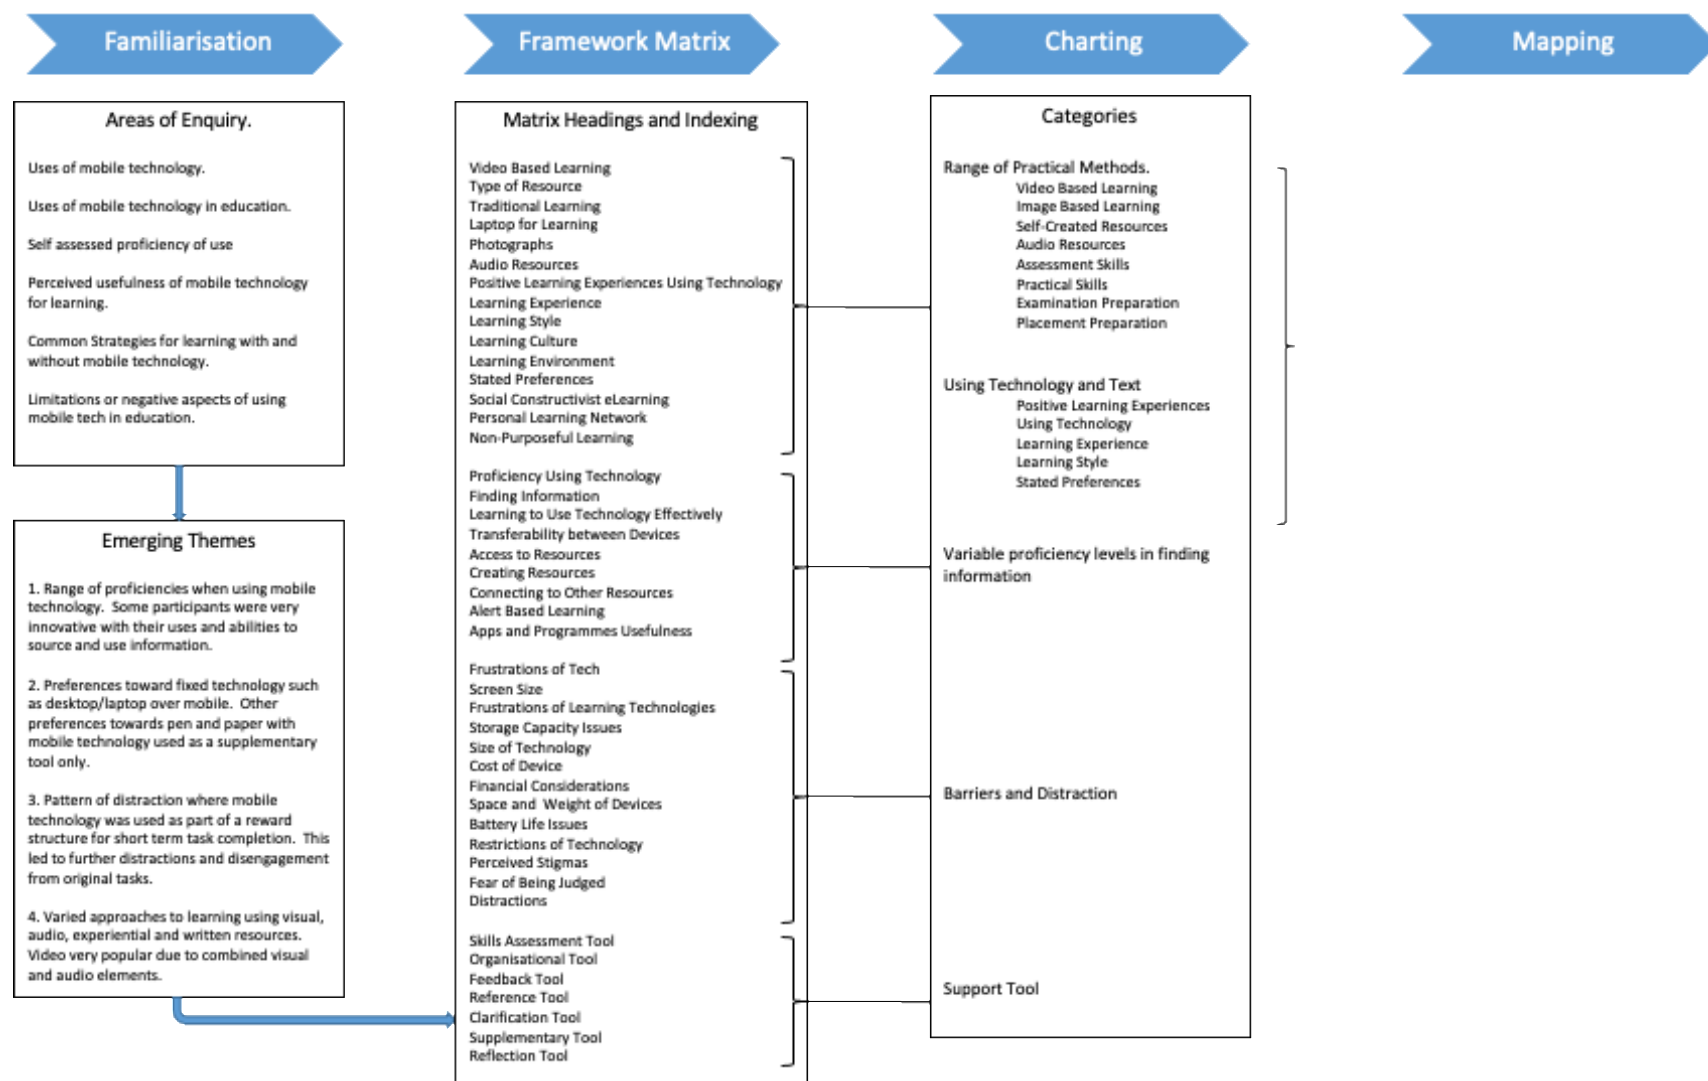 Familiarisation
Framework Matrix
Charting
Mapping
Areas of Enquiry.
Uses of mobile technology.
Uses of mobile technology in education.
Self assessed proficiency of use
Perceived usefulness of mobile technology
for learning.
Common Strategies for learning with and
without mobile technology.
Limitations or negative aspects of using
mobile tech in education.
Emerging Themes
1. Range of proficiencies when using mobile
technology. Some participants were very
innovative with their uses and abilities to
source and use information.
2. Preferences toward fixed technology such
as desktop/laptop over mobile. Other
preferences towards pen and paper with
mobile technology used as a supplementary
tool only.
3. Pattern of distraction where mobile
technology was used as part of a reward
structure for short term task completion. This
led to further distractions and disengagement
from original tasks.
4. Varied approaches to learning using visual,
audio, experiential and written resources.
Video very popular due to combined visual
and audio elements.
Matrix Headings and Indexing
Video Based Learning
Type of Resource
Traditional Learning
Laptop for Learning
Photographs
Audio Resources
Positive Learning Experiences Using Technology
Learning Experience
Learning Style
Learning Culture
Learning Environment
Stated Preferences
Social Constructivist eLearning
Personal Learning Network
Non-Purposeful Learning
Proficiency Using Technology
Finding Information
Learning to Use Technology Effectively
Transferability between Devices
Access to Resources
Creating Resources
Connecting to Other Resources
Alert Based Learning
Apps and Programmes Usefulness
Frustrations of Tech
Screen Size
Frustrations of Learning Technologies
Storage Capacity Issues
Size of Technology
Cost of Device
Financial Considerations
Space and Weight of Devices
Battery Life Issues
Restrictions of Technology
Perceived Stigmas
Fear of Being Judged
Distractions
Skills Assessment Tool
Organisational Tool
Feedback Tool
Reference Tool
Clarification Tool
Supplementary Tool
Reflection Tool
Categories
Range of Practical Methods.
Video Based Learning
Image Based Learning
Self-Created Resources
Audio Resources
Assessment Skills
Practical Skills
Examination Preparation
Placement Preparation
Using Technology and Text
Positive Learning Experiences
Using Technology
Learning Experience
Learning Style
Stated Preferences
Variable proficiency levels in finding
information
Barriers and Distraction
Support Tool